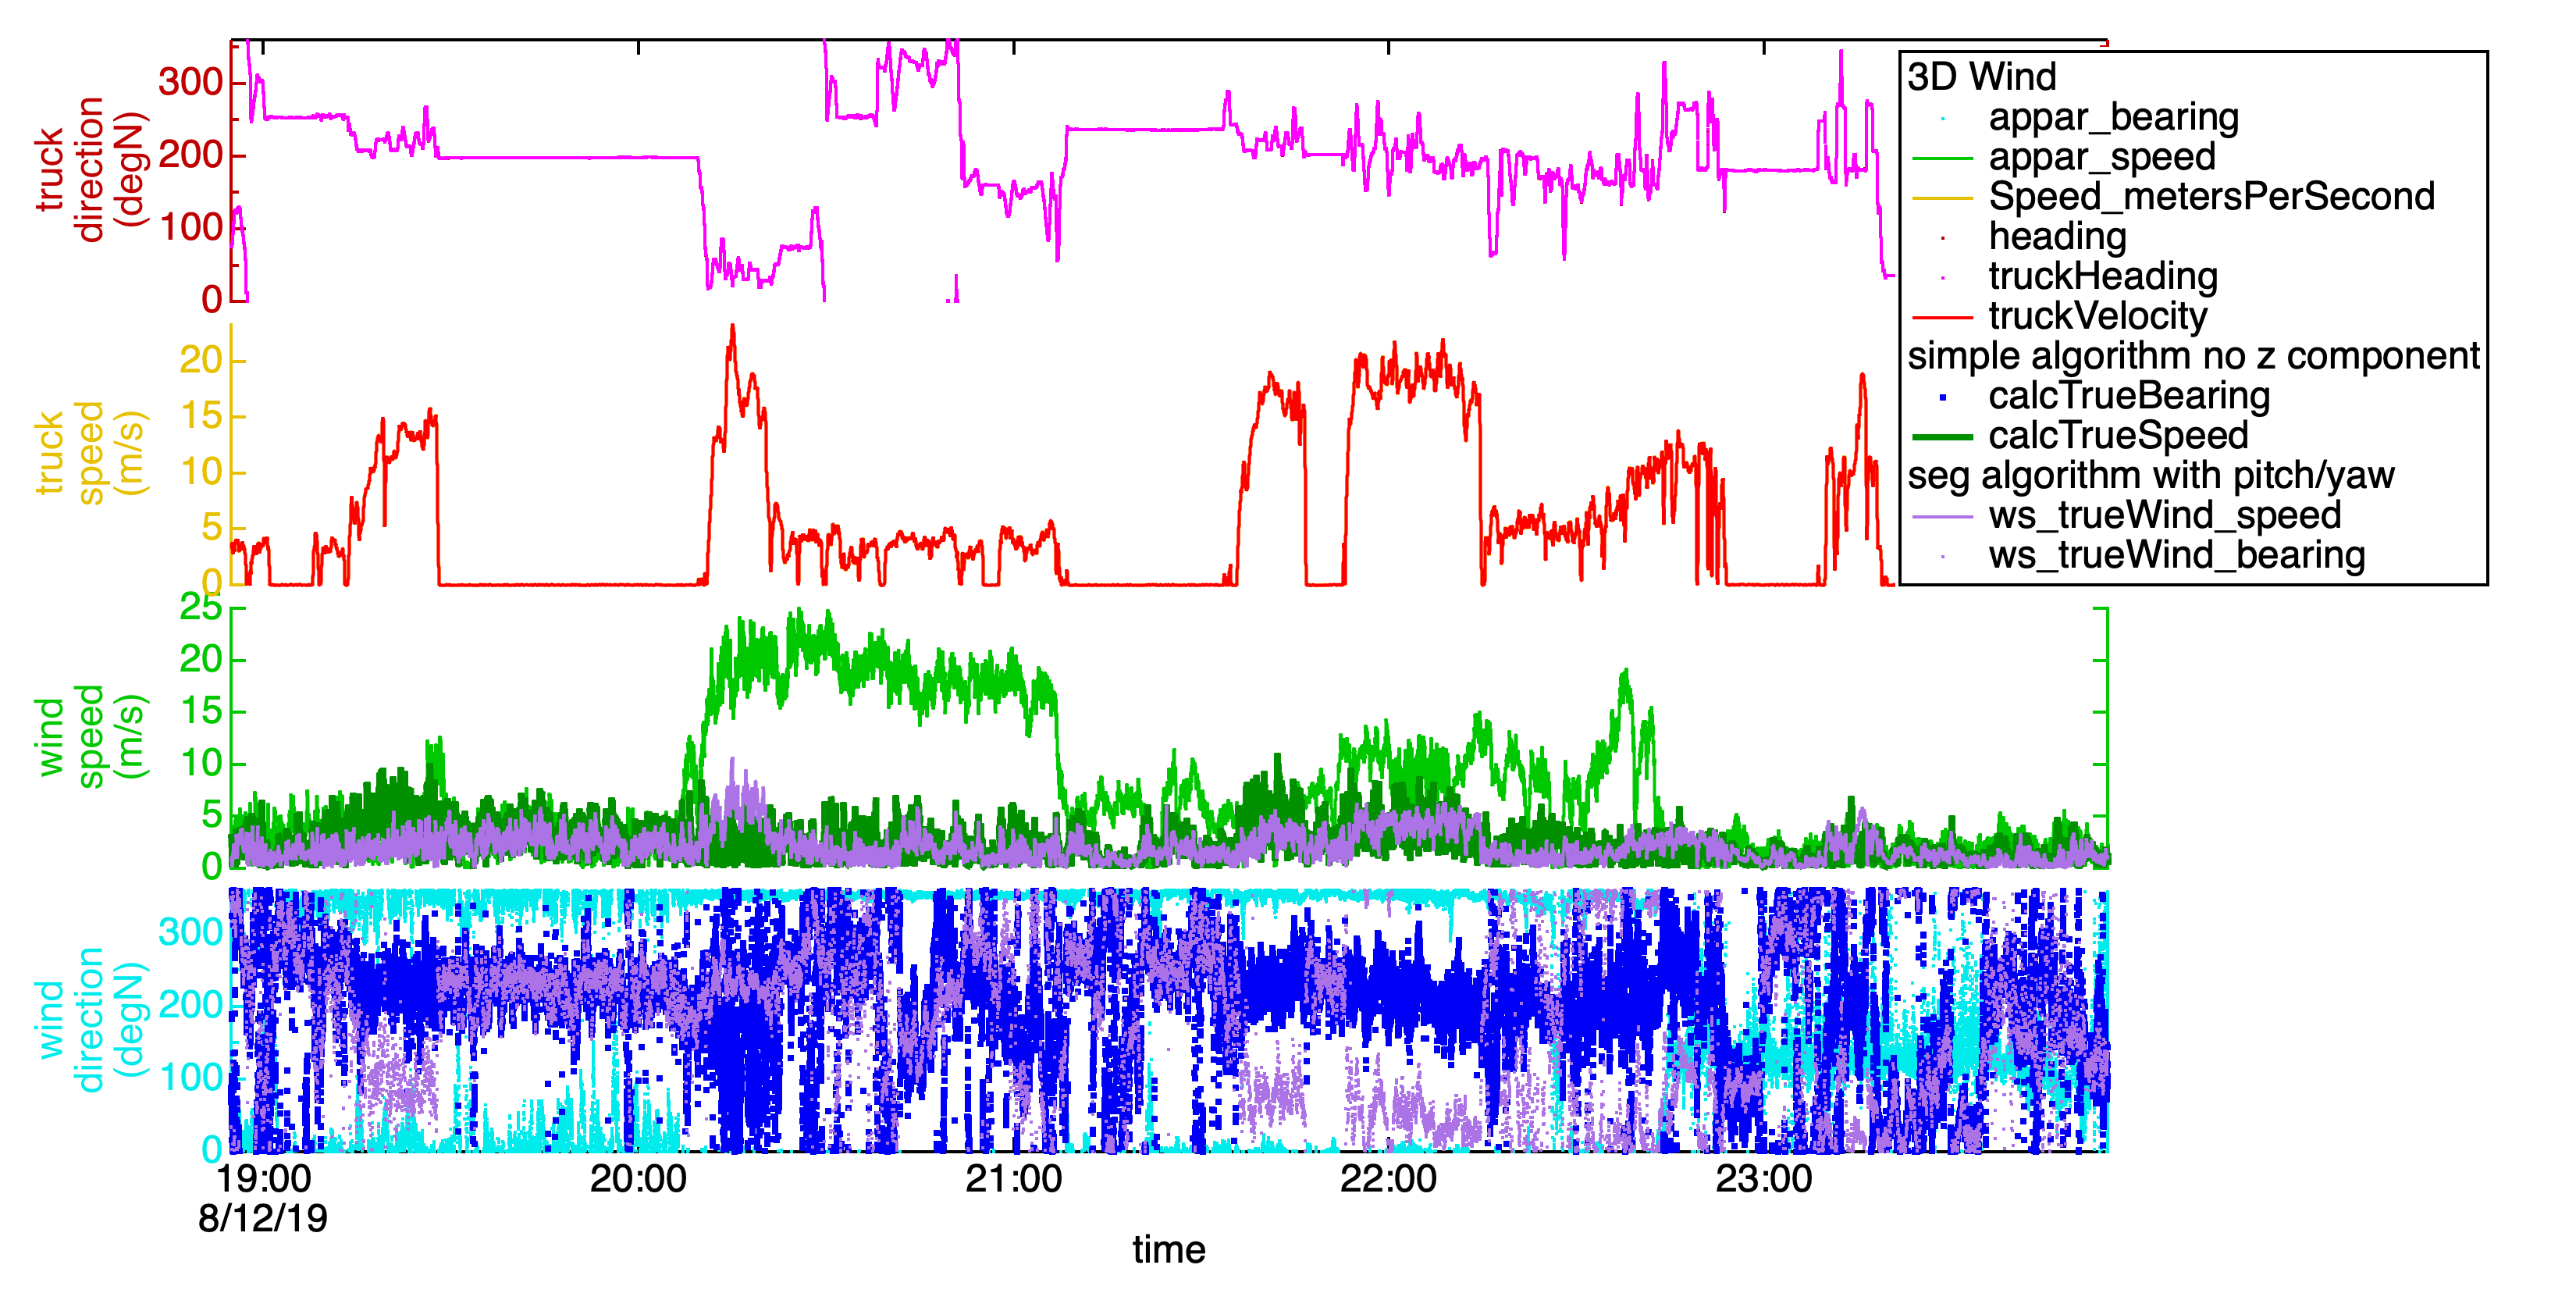 truck
direction
(degN)
300
200
100
0
truck
speed
(m/s)
20
15
10
5
0
wind
speed
(m/s)
25
20
15
10
5
0
wind
direction
(degN)
300
200
100
0
19:00
20:00
21:00
22:00
23:00
8/12/19
time
3D Wind
appar_bearing
appar_speed
Speed_metersPerSecond
heading
truckHeading
truckVelocity
simple algorithm no z component
calcTrueBearing
calcTrueSpeed
seg algorithm with pitch/yaw
ws_trueWind_speed
ws_trueWind_bearing